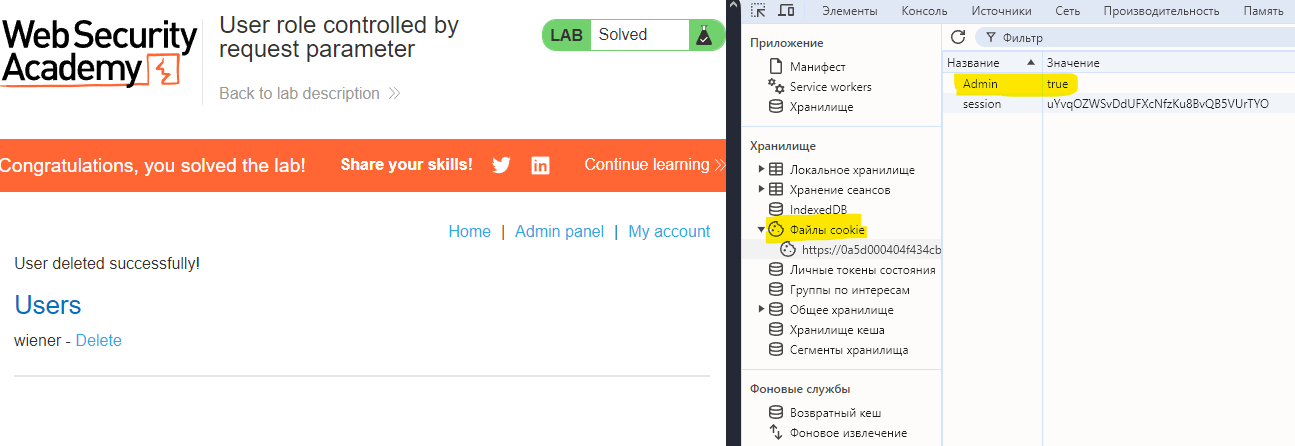 Web Security
Academy
User role controlled by
request parameter
Back to lab description
LAB Solved
Congratulations, you solved the lab!
Share your skills!
in
Continue learning
Home | Admin panel | My account
User deleted successfully!
Users
wiener - Delete
Элементы Консоль Источники Сеть Производительность Память
Приложение
Манифест
Service workers
Хранилище
Хранилище
Локальное хранилище
Хранение сеансов
IndexedDB
Файлы cookie
https://0a5d000404f434cb
Личные токены состояния
Группы по интересам
Общее хранилище
Хранилище кеша
Сегменты хранилища
Фоновые службы
Возвратный кеш
Фоновое извлечение
Фильтр
Название Значение
Admin true
session uYvqOZWSvDdUFXcNfzKu8BvQB5VUrTYO